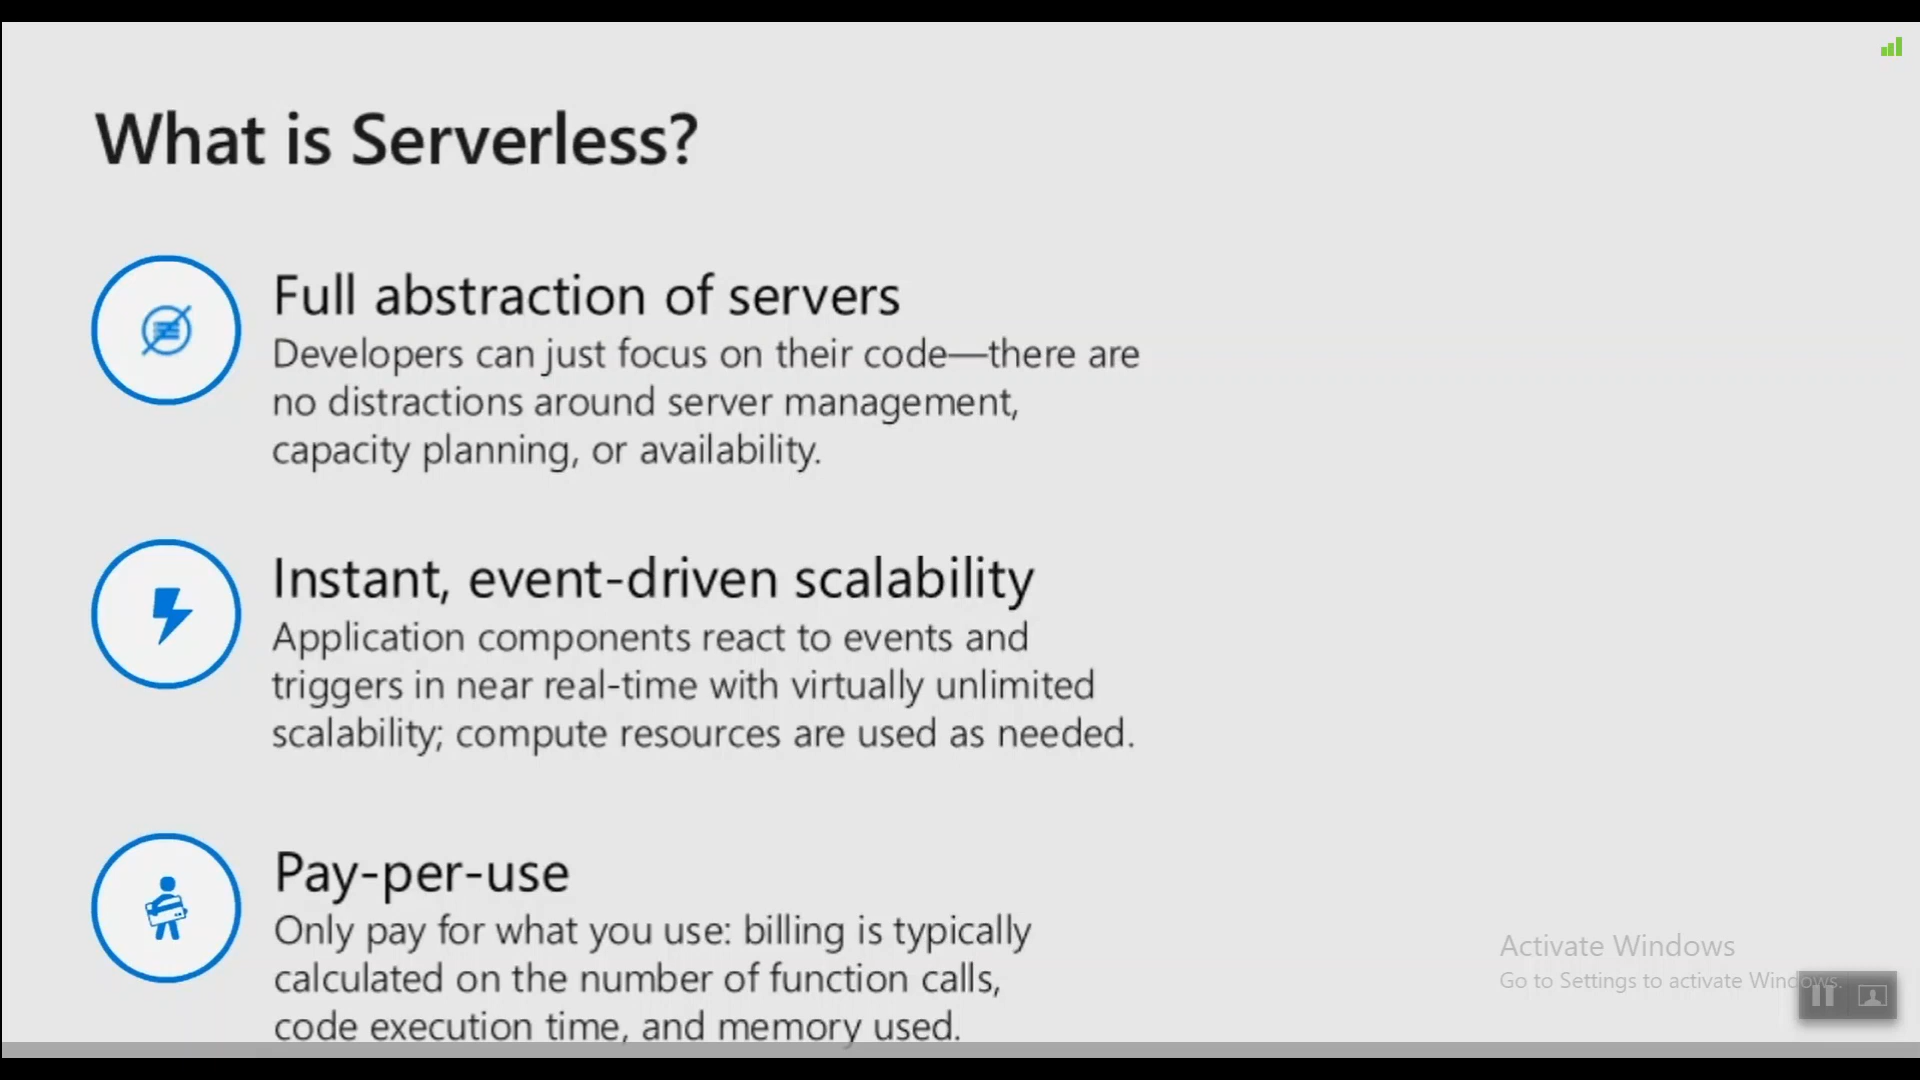 What is Serverless?
Full abstraction of servers
Developers can just focus on their code—there are
no distractions around server management,
capacity planning, or availability.
Instant, event-driven scalability
Application components react to events and
triggers in near real-time with virtually unlimited
scalability; compute resources are used as needed.
Pay-per-use
Only pay for what you use: billing is typically
calculated on the number of function calls,
code execution time, and memory used.
Activate Windows
Go to Settings to activate Windows.